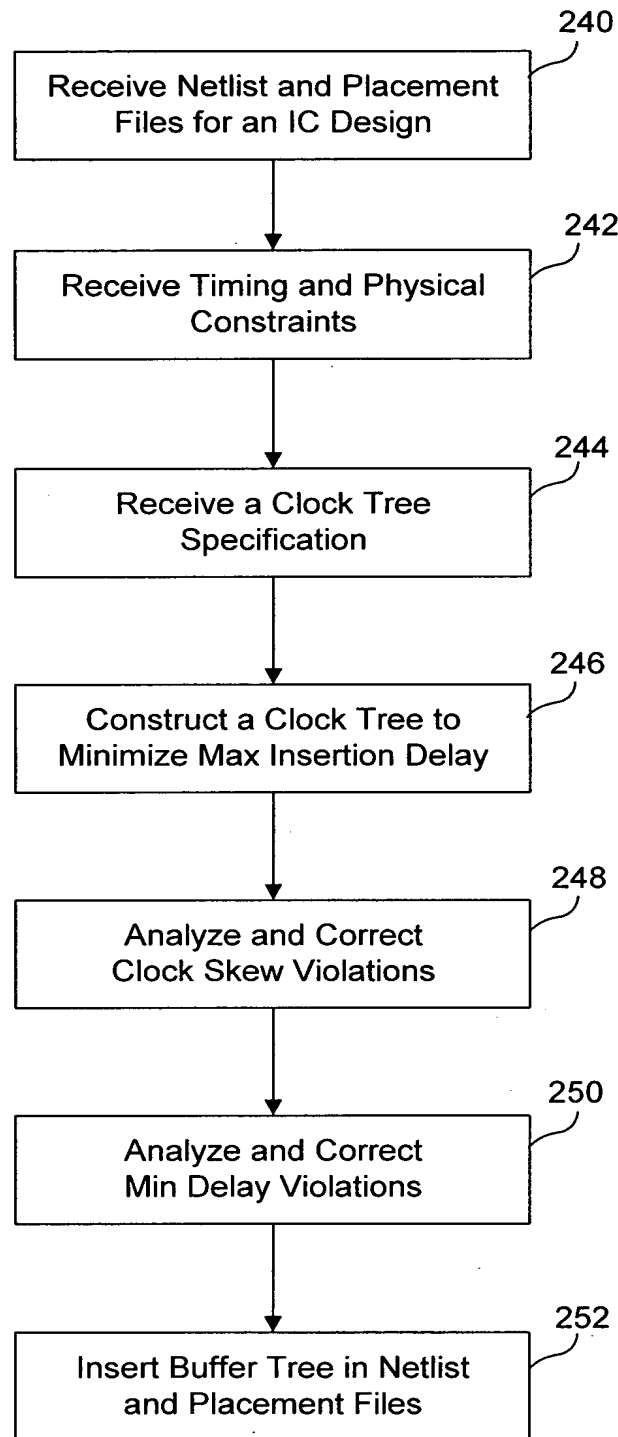 240
Receive Netlist and Placement
Files for an IC Design
242
Receive Timing and Physical
Constraints
244
Receive a Clock Tree
Specification
246
Construct a Clock Tree to
Minimize Max Insertion Delay
248
Analyze and Correct
Clock Skew Violations
250
Analyze and Correct
Min Delay Violations
252
Insert Buffer Tree in Netlist
and Placement Files